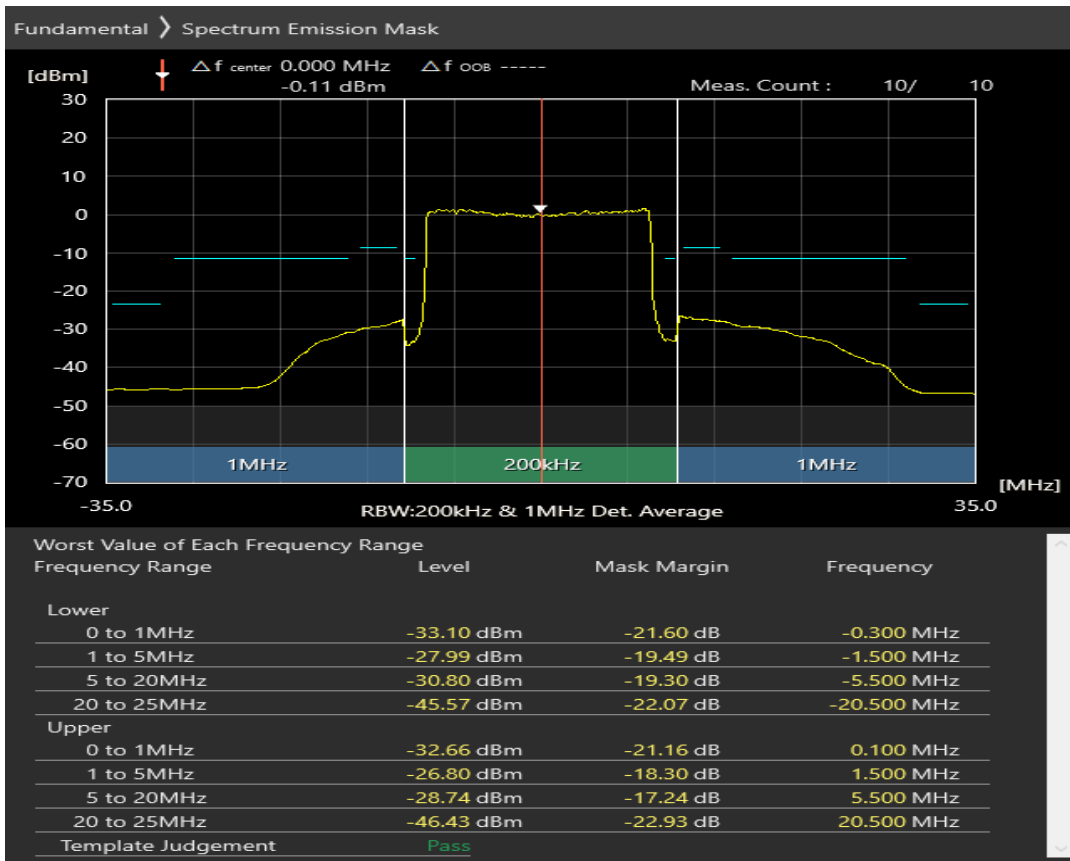 Fundamental ❯ Spectrum Emission Mask
[dBm] △f center 0.000 MHz △f OOB -----
-0.11 dBm Meas. Count : 10/ 10
30
20
10
0
-10
-20
-30
-40
-50
-60
1MHz 200kHz 1MHz
-70 [MHz]
-35.0 RBW:200kHz & 1MHz Det. Average 35.0
Worst Value of Each Frequency Range
Frequency Range Level Mask Margin Frequency
Lower
0 to 1MHz -33.10 dBm -21.60 dB -0.300 MHz
1 to 5MHz -27.99 dBm -19.49 dB -1.500 MHz
5 to 20MHz -30.80 dBm -19.30 dB -5.500 MHz
20 to 25MHz -45.57 dBm -22.07 dB -20.500 MHz
Upper
0 to 1MHz -32.66 dBm -21.16 dB 0.100 MHz
1 to 5MHz -26.80 dBm -18.30 dB 1.500 MHz
5 to 20MHz -28.74 dBm -17.24 dB 5.500 MHz
20 to 25MHz -46.43 dBm -22.93 dB 20.500 MHz
Template Judgement Pass